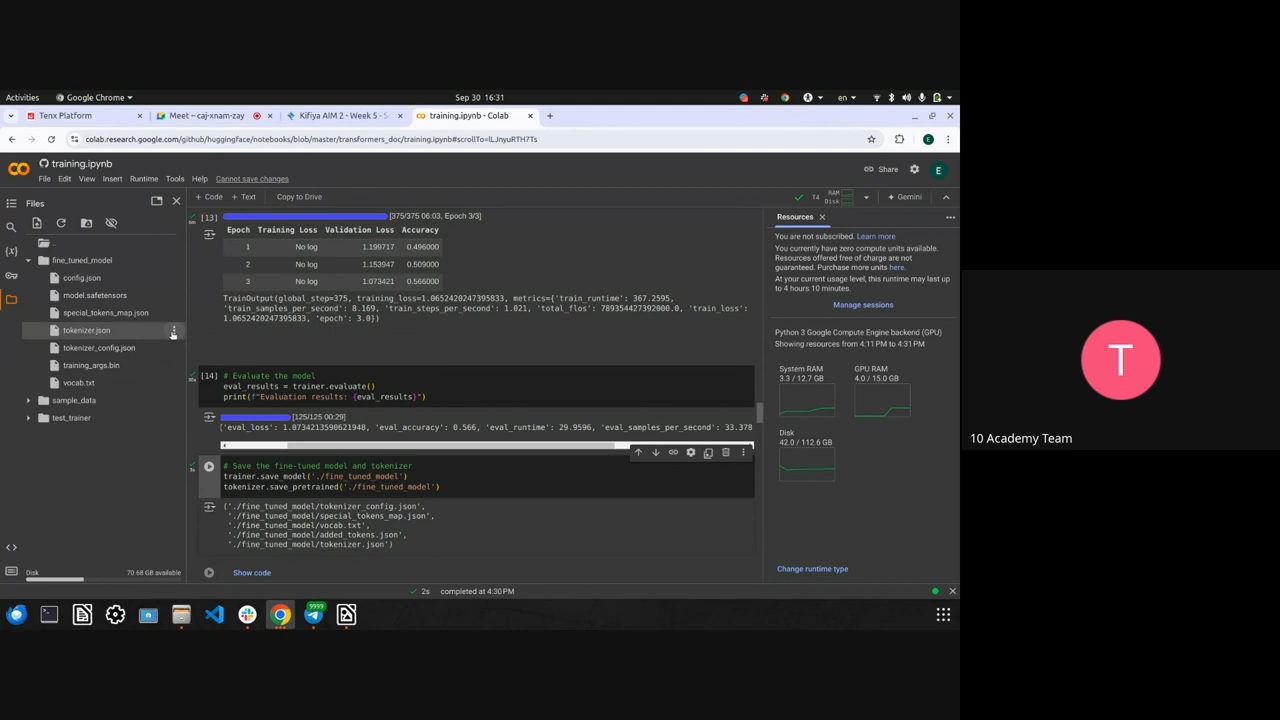 Activities
Google Chrome
Sep 30 16:31
en
Tenx Platform
Meet – caj-xnam-zay
Kifiya AIM 2 - Week 5 - S
training.ipynb - Colab
colab.research.google.com/github/huggingface/notebooks/blob/master/transformers_doc/training.ipynb#scrollTo=lLJnyuRTH7Ts
E
training.ipynb
File Edit View Insert Runtime Tools Help Cannot save changes
Share
E
Files
+ Code + Text Copy to Drive
T4 RAM Disk
Gemini
..
fine_tuned_model
config.json
model.safetensors
special_tokens_map.json
tokenizer.json
tokenizer_config.json
training_args.bin
vocab.txt
sample_data
test_trainer
Disk 70.68 GB available
[13] [375/375 06:03, Epoch 3/3]
Epoch Training Loss Validation Loss Accuracy
1 No log 1.199717 0.496000
2 No log 1.153947 0.509000
3 No log 1.073421 0.566000
TrainOutput(global_step=375, training_loss=1.0652420247395833, metrics={'train_runtime': 367.2595,
'train_samples_per_second': 8.169, 'train_steps_per_second': 1.021, 'total_flos': 789354427392000.0, 'train_loss':
1.0652420247395833, 'epoch': 3.0})
[14] # Evaluate the model
eval_results = trainer.evaluate()
print(f"Evaluation results: {eval_results}")
[125/125 00:29]
'eval_loss': 1.0734213590621948, 'eval_accuracy': 0.566, 'eval_runtime': 29.9596, 'eval_samples_per_second': 33.378
# Save the fine-tuned model and tokenizer
trainer.save_model('./fine_tuned_model')
tokenizer.save_pretrained('./fine_tuned_model')
('./fine_tuned_model/tokenizer_config.json',
'./fine_tuned_model/special_tokens_map.json',
'./fine_tuned_model/vocab.txt',
'./fine_tuned_model/added_tokens.json',
'./fine_tuned_model/tokenizer.json')
Show code
Resources
You are not subscribed. Learn more
You currently have zero compute units available.
Resources offered free of charge are not
guaranteed. Purchase more units here.
At your current usage level, this runtime may last up
to 4 hours 10 minutes.
Manage sessions
Python 3 Google Compute Engine backend (GPU)
Showing resources from 4:11 PM to 4:31 PM
System RAM
3.3 / 12.7 GB
GPU RAM
4.0 / 15.0 GB
Disk
42.0 / 112.6 GB
Change runtime type
2s completed at 4:30 PM
9999
T
10 Academy Team